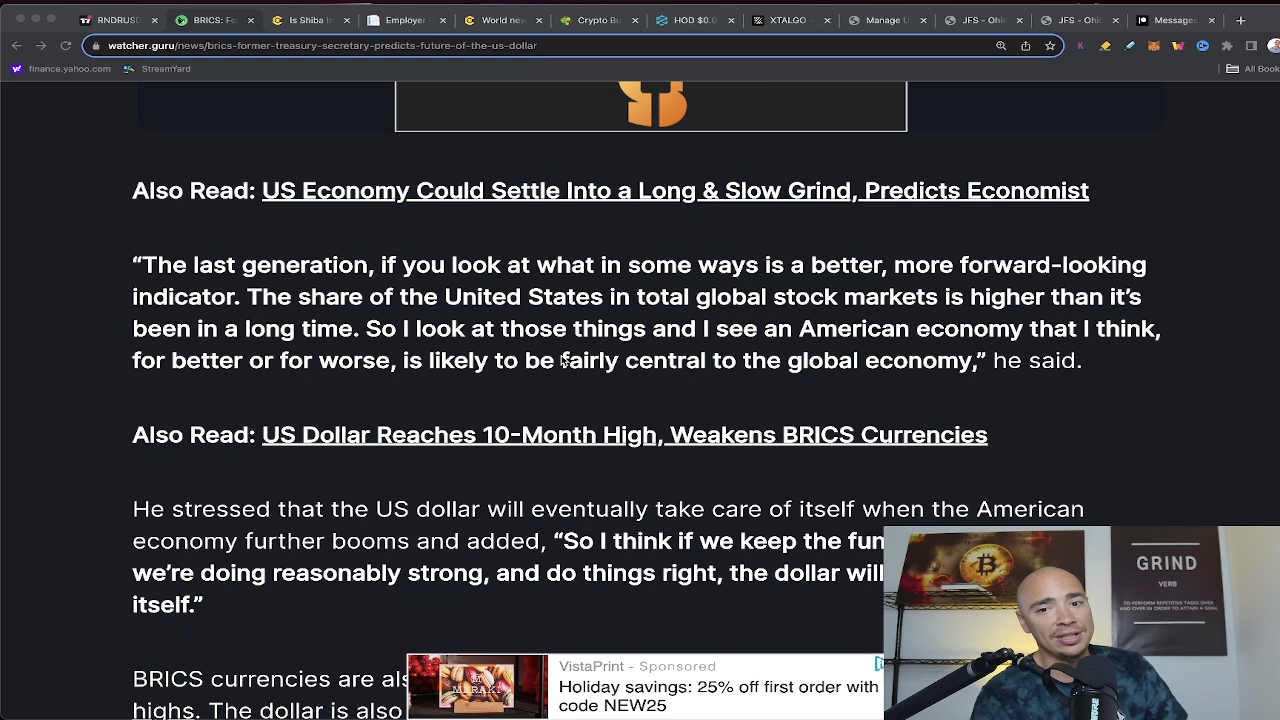 RNDRUSD
BRICS: Fo
Is Shiba In
Employer
World new
Crypto Bu
HOD $0.0
XTALGO -
Manage U
JFS - Ohio
JFS - Ohio
Messages
watcher.guru/news/brics-former-treasury-secretary-predicts-future-of-the-us-dollar
finance.yahoo.com
StreamYard
All Book
Also Read: US Economy Could Settle Into a Long & Slow Grind, Predicts Economist
“The last generation, if you look at what in some ways is a better, more forward-looking
indicator. The share of the United States in total global stock markets is higher than it’s
been in a long time. So I look at those things and I see an American economy that I think,
for better or for worse, is likely to be fairly central to the global economy,” he said.
Also Read: US Dollar Reaches 10-Month High, Weakens BRICS Currencies
He stressed that the US dollar will eventually take care of itself when the American
economy further booms and added, “So I think if we keep the fun
we’re doing reasonably strong, and do things right, the dollar will
itself.”
BRICS currencies are als
highs. The dollar is also
VistaPrint - Sponsored
Holiday savings: 25% off first order with
code NEW25
MERAKI
GRIND
VERB
TO PERFORM REPETITIVE TASKS OVER
AND OVER IN ORDER TO ATTAIN A GOAL